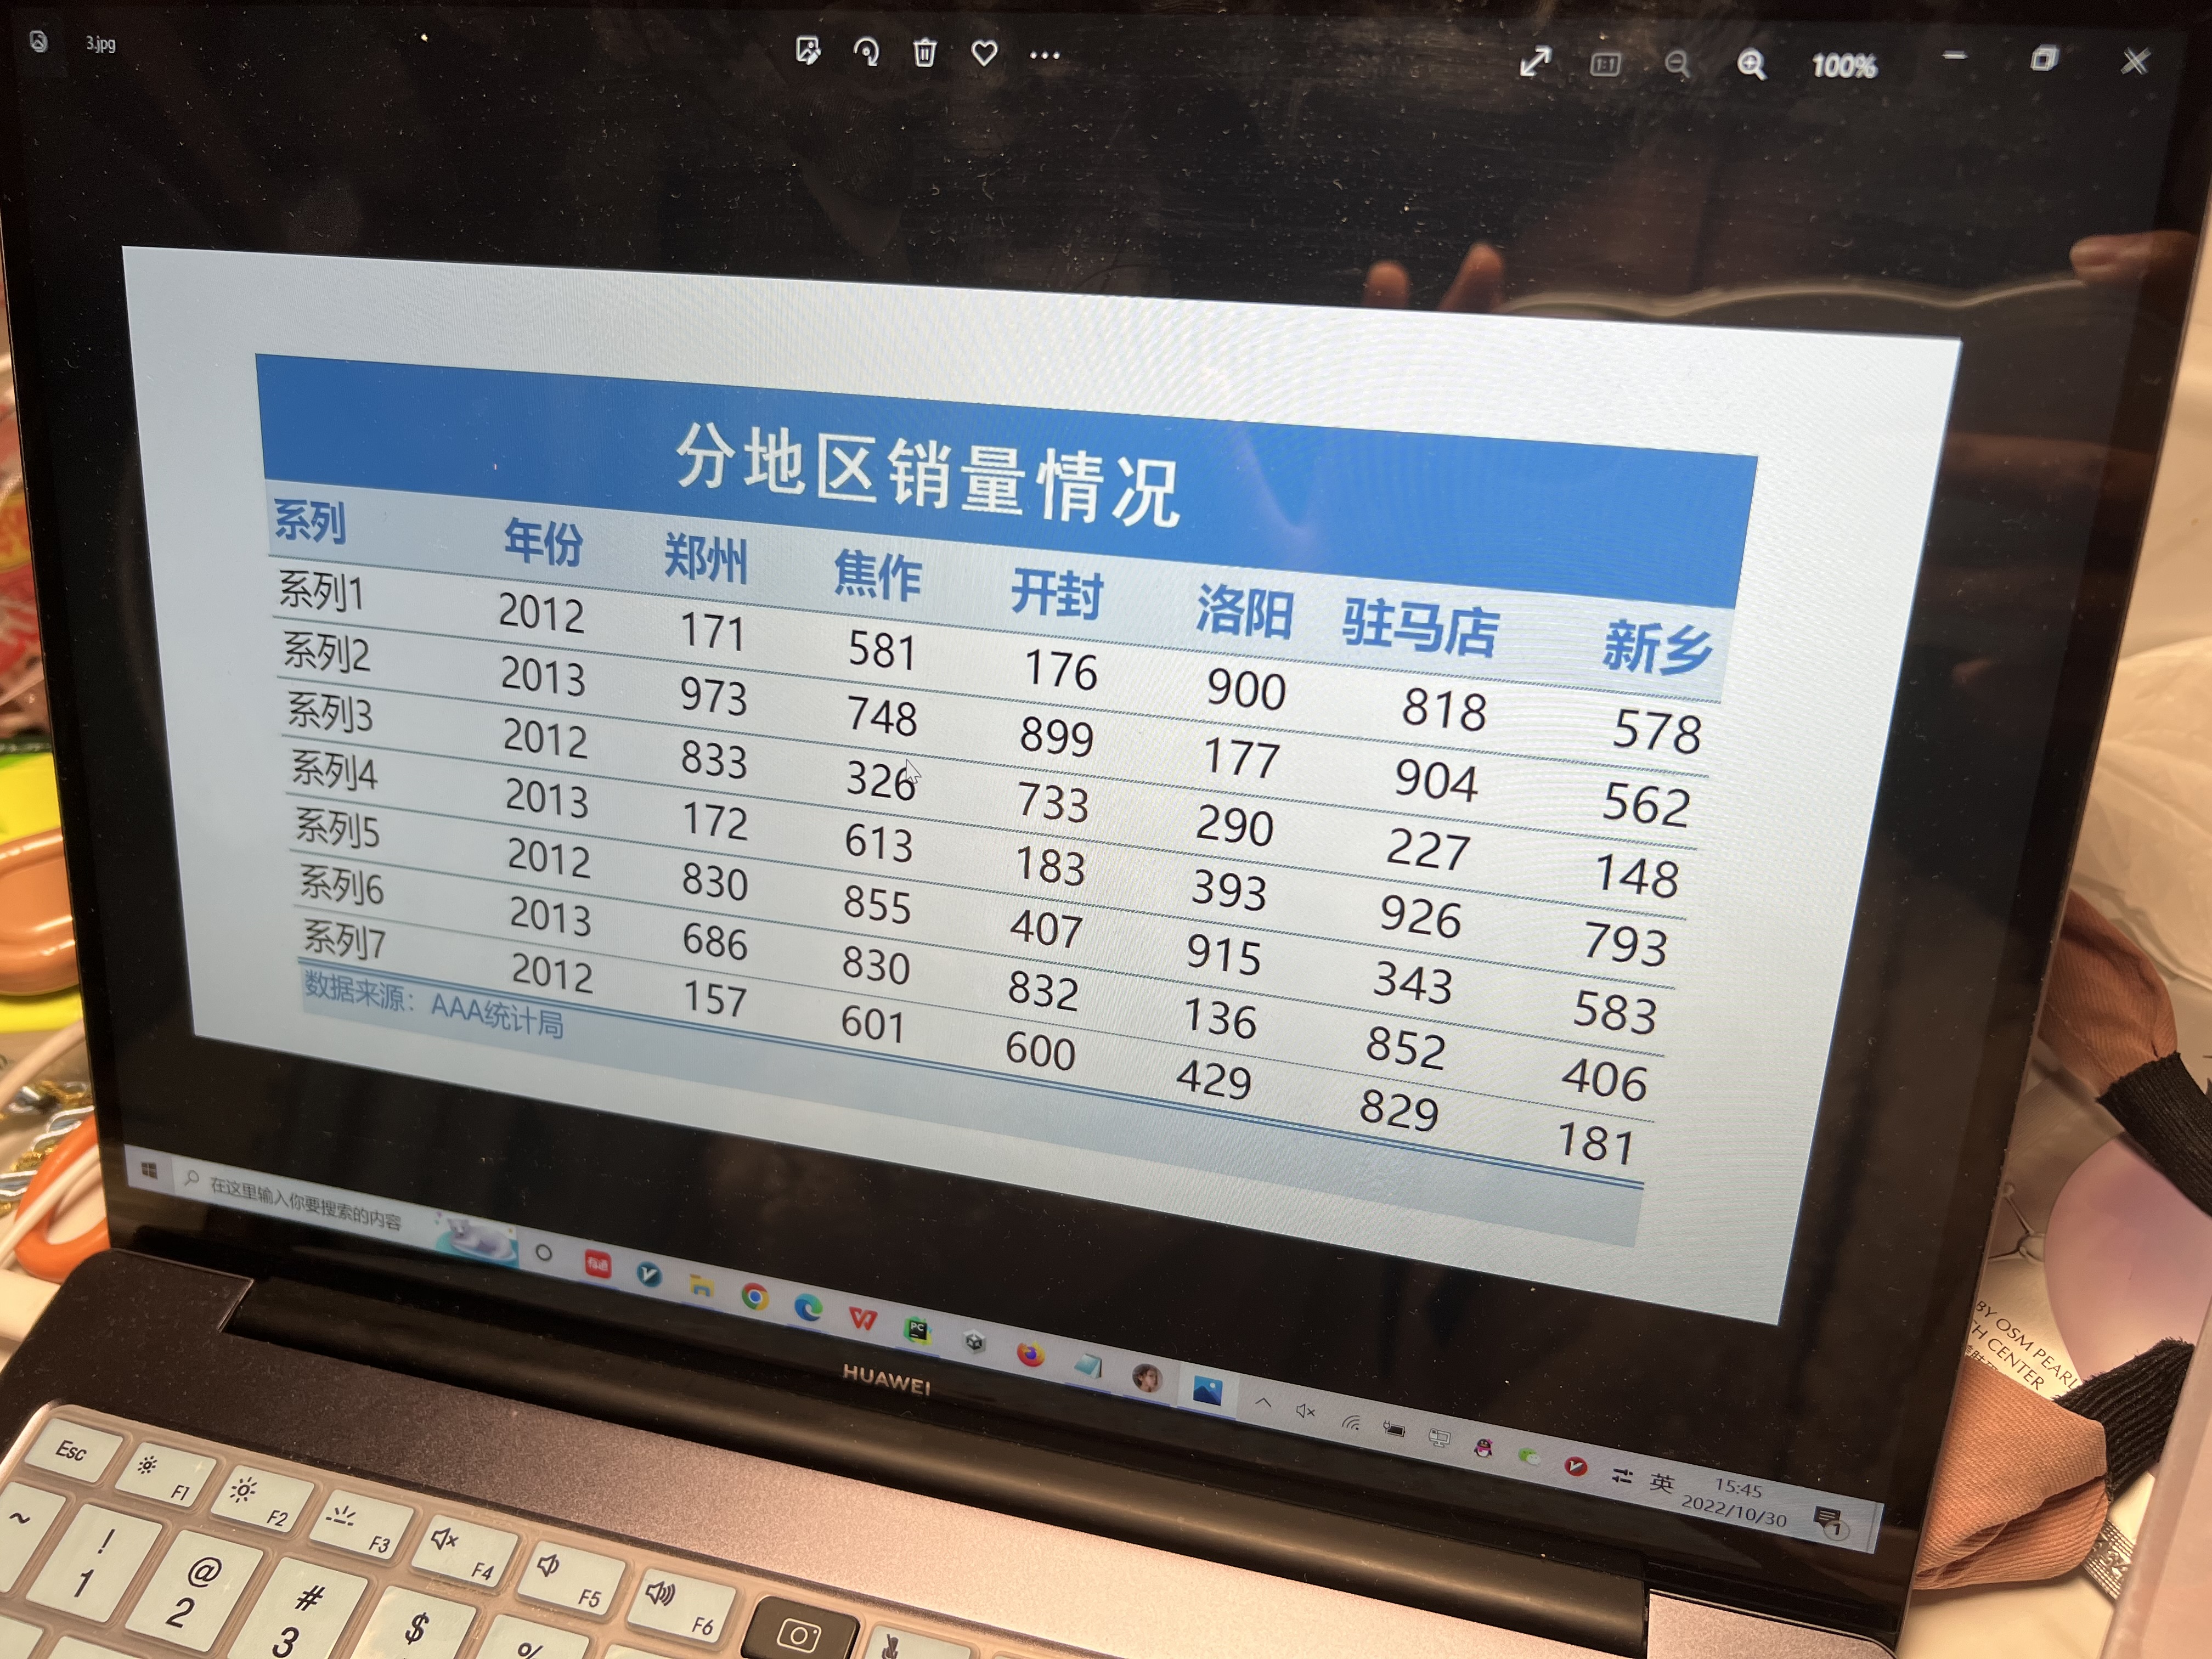 3.jpg
100%
分地区销量情况
系列 年份 郑州 焦作 开封 洛阳 驻马店 新乡
系列1 2012 171 581 176 900 818 578
系列2 2013 973 748 899 177 904 562
系列3 2012 833 326 733 290 227 148
系列4 2013 172 613 183 393 926 793
系列5 2012 830 855 407 915 343 583
系列6 2013 686 830 832 136 852 406
系列7 2012 157 601 600 429 829 181
数据来源：AAA统计局
在这里输入你要搜索的内容
PC
英
15:45
2022/10/30
1
HUAWEI
BY OSM PEARL
CENTER
Esc F1 F2 F3 F4 F5 F6
~ ! 1 @ 2 # 3 $ %